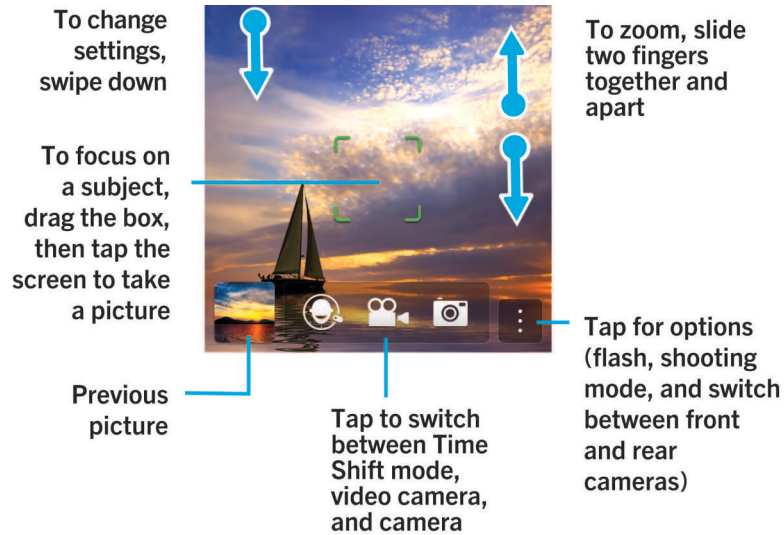 To change
settings,
swipe down
To zoom, slide
two fingers
together and
apart
To focus on
a subject,
drag the box,
then tap the
screen to take
a picture
Previous
picture
Tap to switch
between Time
Shift mode,
video camera,
and camera
Tap for options
(flash, shooting
mode, and switch
between front
and rear
cameras)